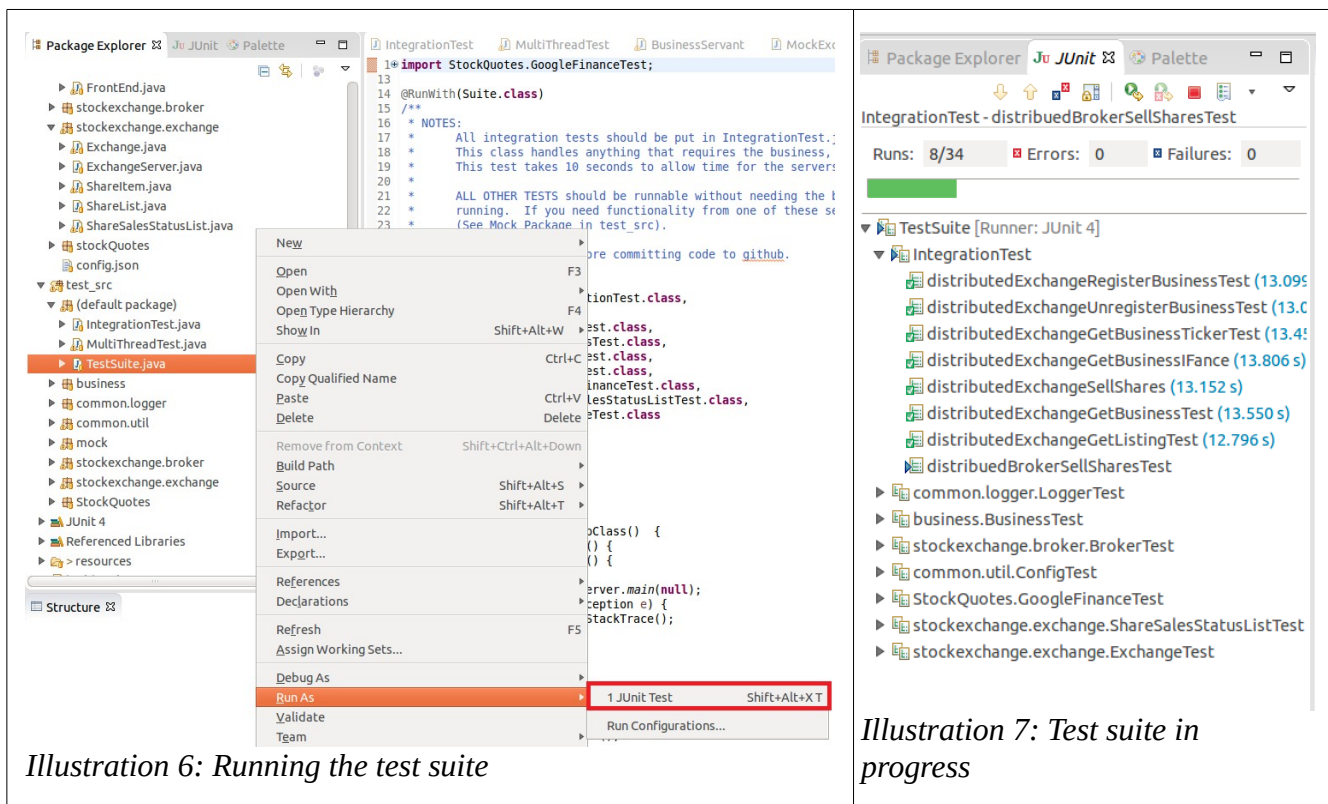 Package Explorer JUnit Palette
FrontEnd.java
stockexchange.broker
stockexchange.exchange
Exchange.java
ExchangeServer.java
ShareItem.java
ShareList.java
ShareSalesStatusList.java
stockQuotes
config.json
test_src
(default package)
IntegrationTest.java
MultiThreadTest.java
TestSuite.java
business
common.logger
common.util
mock
stockexchange.broker
stockexchange.exchange
StockQuotes
JUnit 4
Referenced Libraries
> resources
Structure
IntegrationTest MultiThreadTest BusinessServant MockExc
1 import StockQuotes.GoogleFinanceTest;
13
14 @RunWith(Suite.class)
15 /**
16 * NOTES:
17 * All integration tests should be put in IntegrationTest.j
18 * This class handles anything that requires the business,
19 * This test takes 10 seconds to allow time for the servers
20 *
21 * ALL OTHER TESTS should be runnable without needing the b
22 * running. If you need functionality from one of these se
23 * (See Mock Package in test_src).
ore committing code to github.
tionTest.class,
est.class,
sTest.class,
est.class,
est.class,
inanceTest.class,
lesStatusListTest.class,
eTest.class
pClass() {
() {
() {
erver.main(null);
ception e) {
StackTrace();
New
Open F3
Open With
Open Type Hierarchy F4
Show In Shift+Alt+W
Copy Ctrl+C
Copy Qualified Name
Paste Ctrl+V
Delete Delete
Remove from Context Shift+Ctrl+Alt+Down
Build Path
Source Shift+Alt+S
Refactor Shift+Alt+T
Import...
Export...
References
Declarations
Refresh F5
Assign Working Sets...
Debug As
Run As
Validate
Team
1 JUnit Test Shift+Alt+X T
Run Configurations...
Illustration 6: Running the test suite
Package Explorer JUnit Palette
IntegrationTest - distribuedBrokerSellSharesTest
Runs: 8/34 Errors: 0 Failures: 0
TestSuite [Runner: JUnit 4]
IntegrationTest
distributedExchangeRegisterBusinessTest (13.099
distributedExchangeUnregisterBusinessTest (13.0
distributedExchangeGetBusinessTickerTest (13.45
distributedExchangeGetBusinessIFance (13.806 s)
distributedExchangeSellShares (13.152 s)
distributedExchangeGetBusinessTest (13.550 s)
distributedExchangeGetListingTest (12.796 s)
distribuedBrokerSellSharesTest
common.logger.LoggerTest
business.BusinessTest
stockexchange.broker.BrokerTest
common.util.ConfigTest
StockQuotes.GoogleFinanceTest
stockexchange.exchange.ShareSalesStatusListTest
stockexchange.exchange.ExchangeTest
Illustration 7: Test suite in
progress